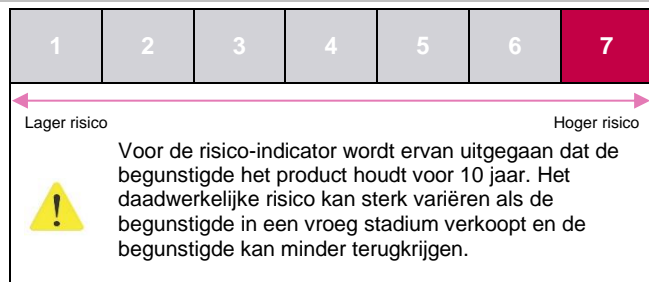 1 2 3 4 5 6 7
Lager risico Hoger risico
Voor de risico-indicator wordt ervan uitgegaan dat de
begunstigde het product houdt voor 10 jaar. Het
daadwerkelijke risico kan sterk variëren als de
begunstigde in een vroeg stadium verkoopt en de
begunstigde kan minder terugkrijgen.